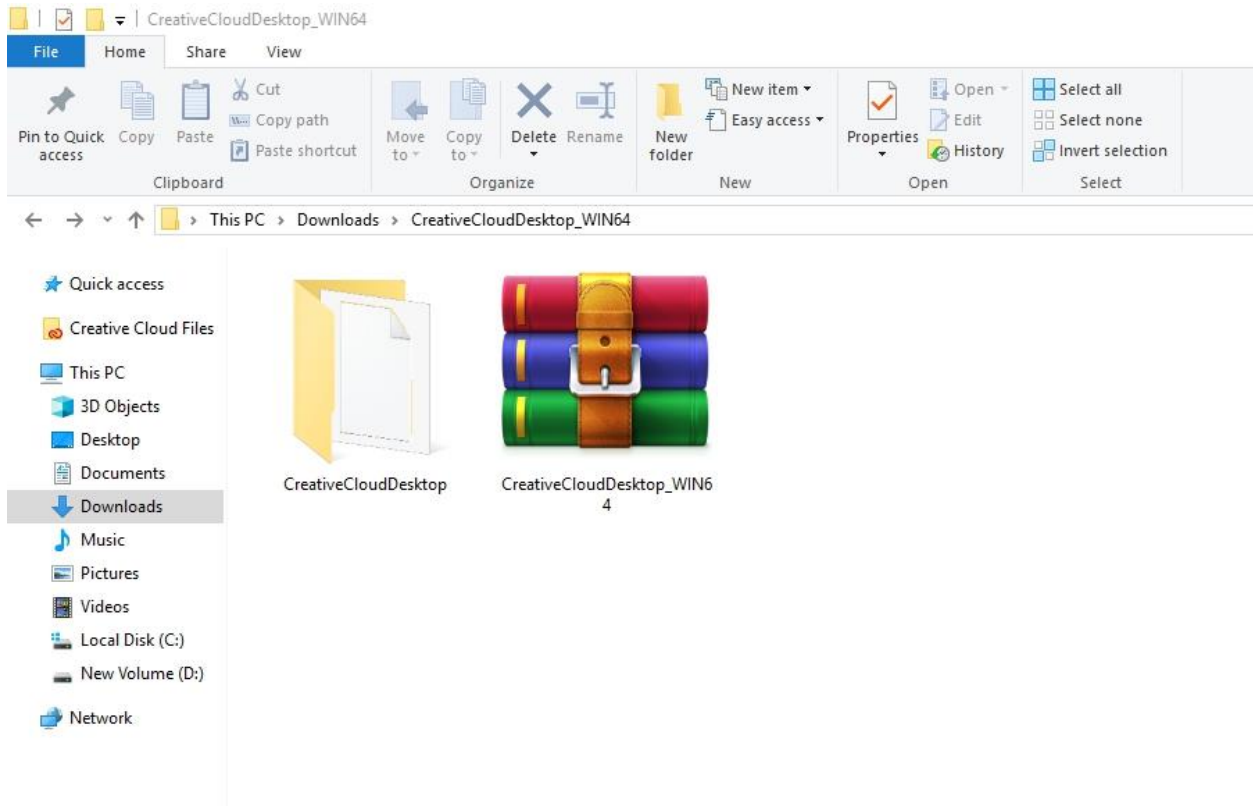 CreativeCloudDesktop_WIN64
File Home Share View
Pin to Quick access
Copy
Paste
Cut
Copy path
Paste shortcut
Clipboard
Move to
Copy to
Delete
Rename
Organize
New folder
New item
Easy access
New
Properties
Open
Edit
History
Open
Select all
Select none
Invert selection
Select
This PC > Downloads > CreativeCloudDesktop_WIN64
Quick access
Creative Cloud Files
This PC
3D Objects
Desktop
Documents
Downloads
Music
Pictures
Videos
Local Disk (C:)
New Volume (D:)
Network
CreativeCloudDesktop
CreativeCloudDesktop_WIN6
4